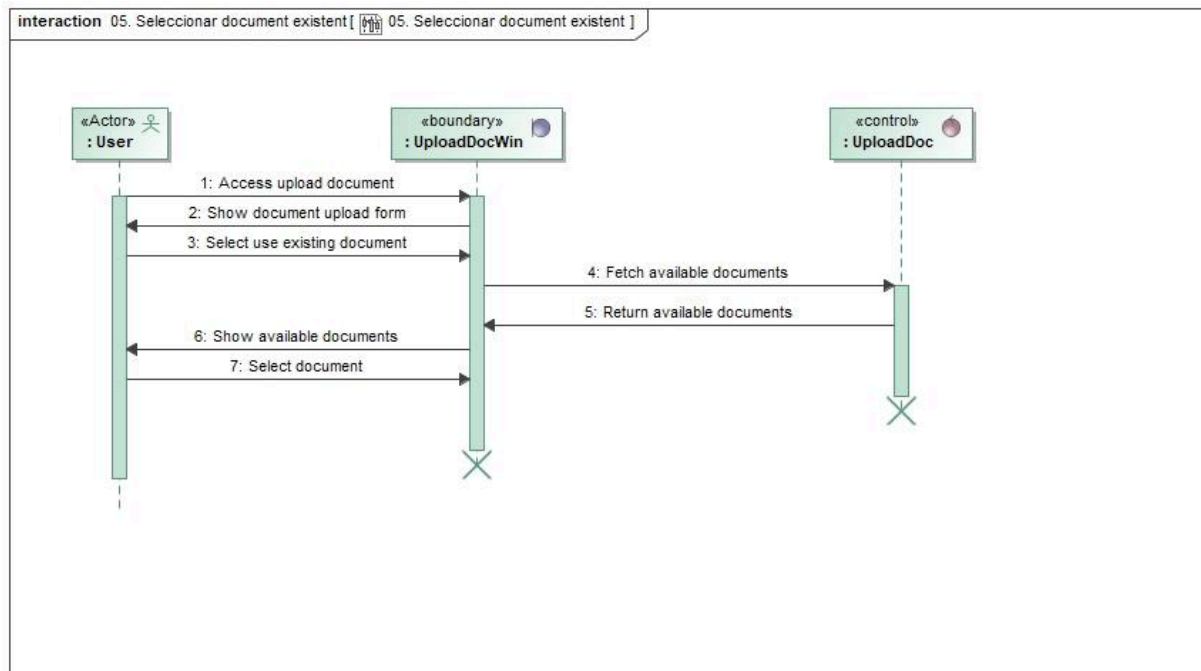 interaction 05. Seleccionar document existent [ 05. Seleccionar document existent ]
«Actor»
: User
«boundary»
: UploadDocWin
«control»
: UploadDoc
1: Access upload document
2: Show document upload form
3: Select use existing document
4: Fetch available documents
5: Return available documents
6: Show available documents
7: Select document